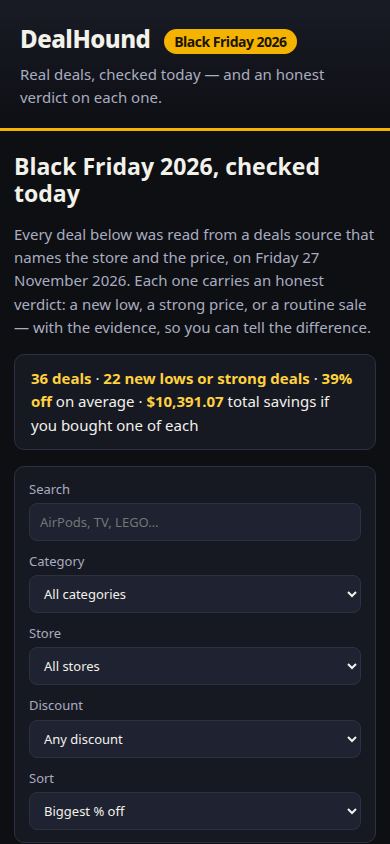 DealHound Black Friday 2026
Real deals, checked today — and an honest
verdict on each one.
Black Friday 2026, checked
today
Every deal below was read from a deals source that
names the store and the price, on Friday 27
November 2026. Each one carries an honest
verdict: a new low, a strong price, or a routine sale
— with the evidence, so you can tell the difference.
36 deals · 22 new lows or strong deals · 39%
off on average · $10,391.07 total savings if
you bought one of each
Search
AirPods, TV, LEGO...
Category
All categories
Store
All stores
Discount
Any discount
Sort
Biggest % off